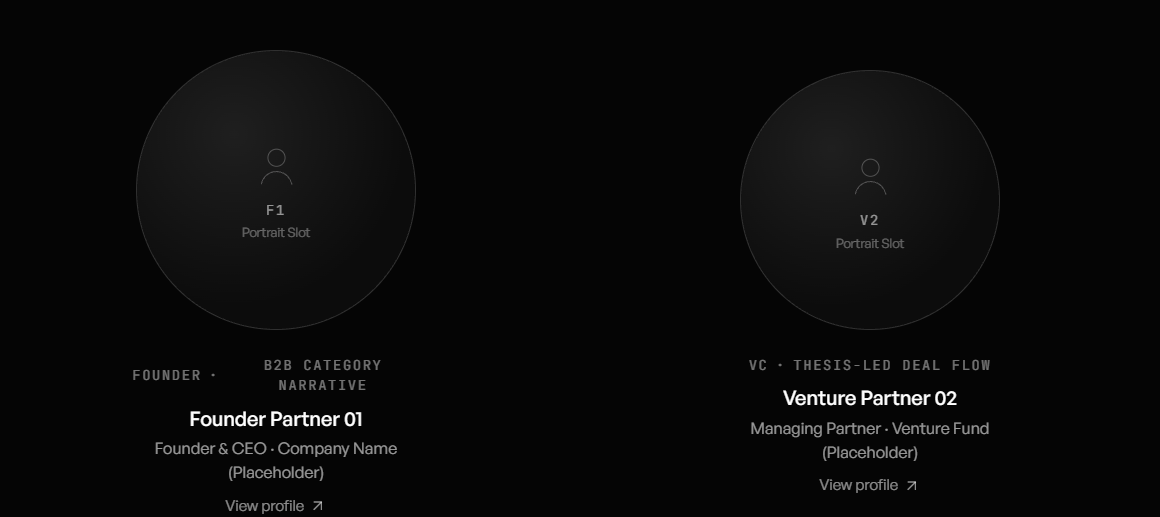 F1
Portrait Slot
FOUNDER ·
B2B CATEGORY
NARRATIVE
Founder Partner 01
Founder & CEO · Company Name
(Placeholder)
View profile ↗
V2
Portrait Slot
VC · THESIS-LED DEAL FLOW
Venture Partner 02
Managing Partner · Venture Fund
(Placeholder)
View profile ↗